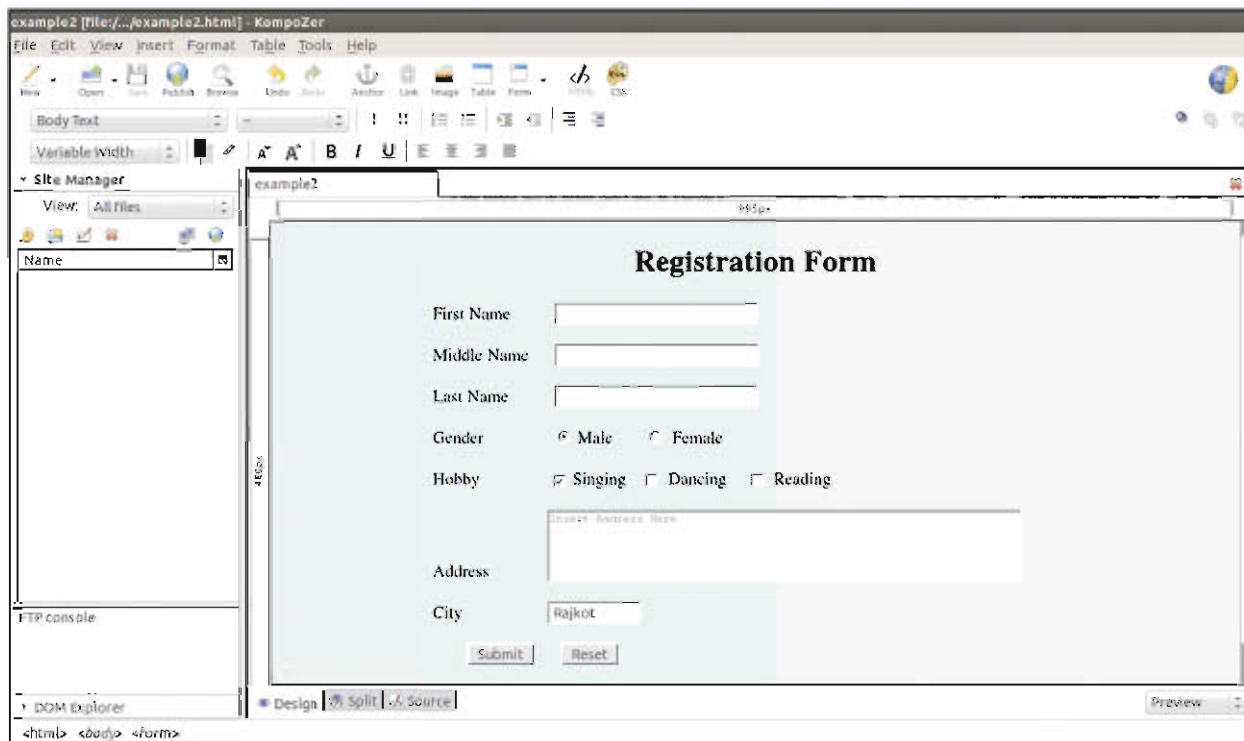 example2 [file:/.../example2.html] - KompoZer
File Edit View Insert Format Table Tools Help
New Open Save Publish Browse Undo Redo Anchor Link Image Table Form HTML CSS
Body Text
Variable Width A A B I U
Site Manager
example2
View: All files
995px
Name
Registration Form
First Name
Middle Name
Last Name
Gender Male Female
Hobby Singing Dancing Reading
Insert Address Here
Address
FTP console
City Rajkot
Submit Reset
DOM Explorer
Design Split Source
Preview
<html> <body> <form>